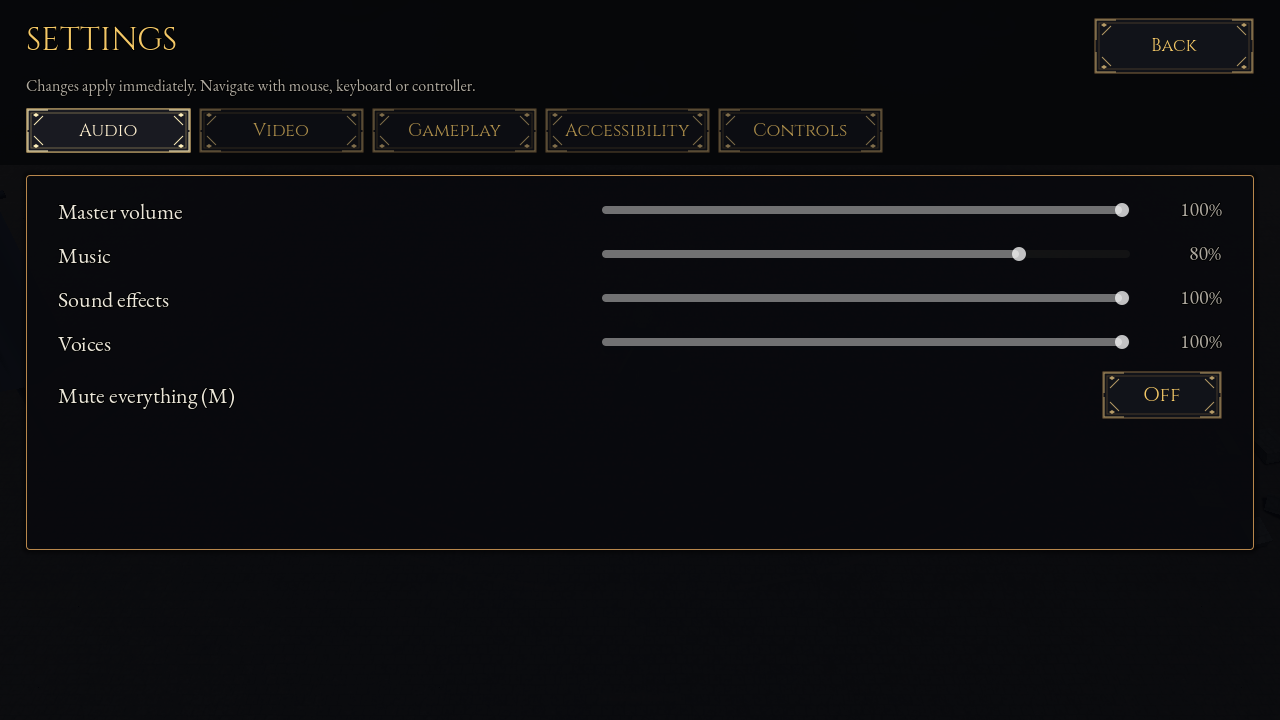 SETTINGS
Back
Changes apply immediately. Navigate with mouse, keyboard or controller.
Audio
Video
Gameplay
Accessibility
Controls
Master volume
100%
Music
80%
Sound effects
100%
Voices
100%
Mute everything (M)
Off